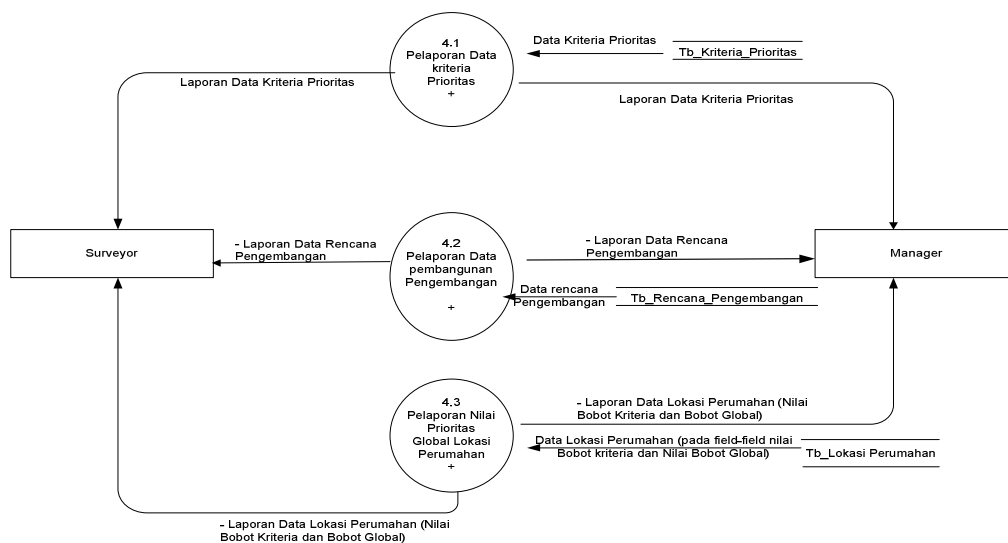 4.1
Pelaporan Data
kriteria
Prioritas
+
Data Kriteria Prioritas
Tb_Kriteria_Prioritas
Laporan Data Kriteria Prioritas
Laporan Data Kriteria Prioritas
Surveyor
- Laporan Data Rencana
Pengembangan
4.2
Pelaporan Data
pembangunan
Pengembangan
+
- Laporan Data Rencana
Pengembangan
Manager
Data rencana
Pengembangan
Tb_Rencana_Pengembangan
4.3
Pelaporan Nilai
Prioritas
Global Lokasi
Perumahan
+
- Laporan Data Lokasi Perumahan (Nilai
Bobot Kriteria dan Bobot Global)
Data Lokasi Perumahan (pada field-field nilai
Bobot kriteria dan Nilai Bobot Global)
Tb_Lokasi Perumahan
- Laporan Data Lokasi Perumahan (Nilai
Bobot Kriteria dan Bobot Global)